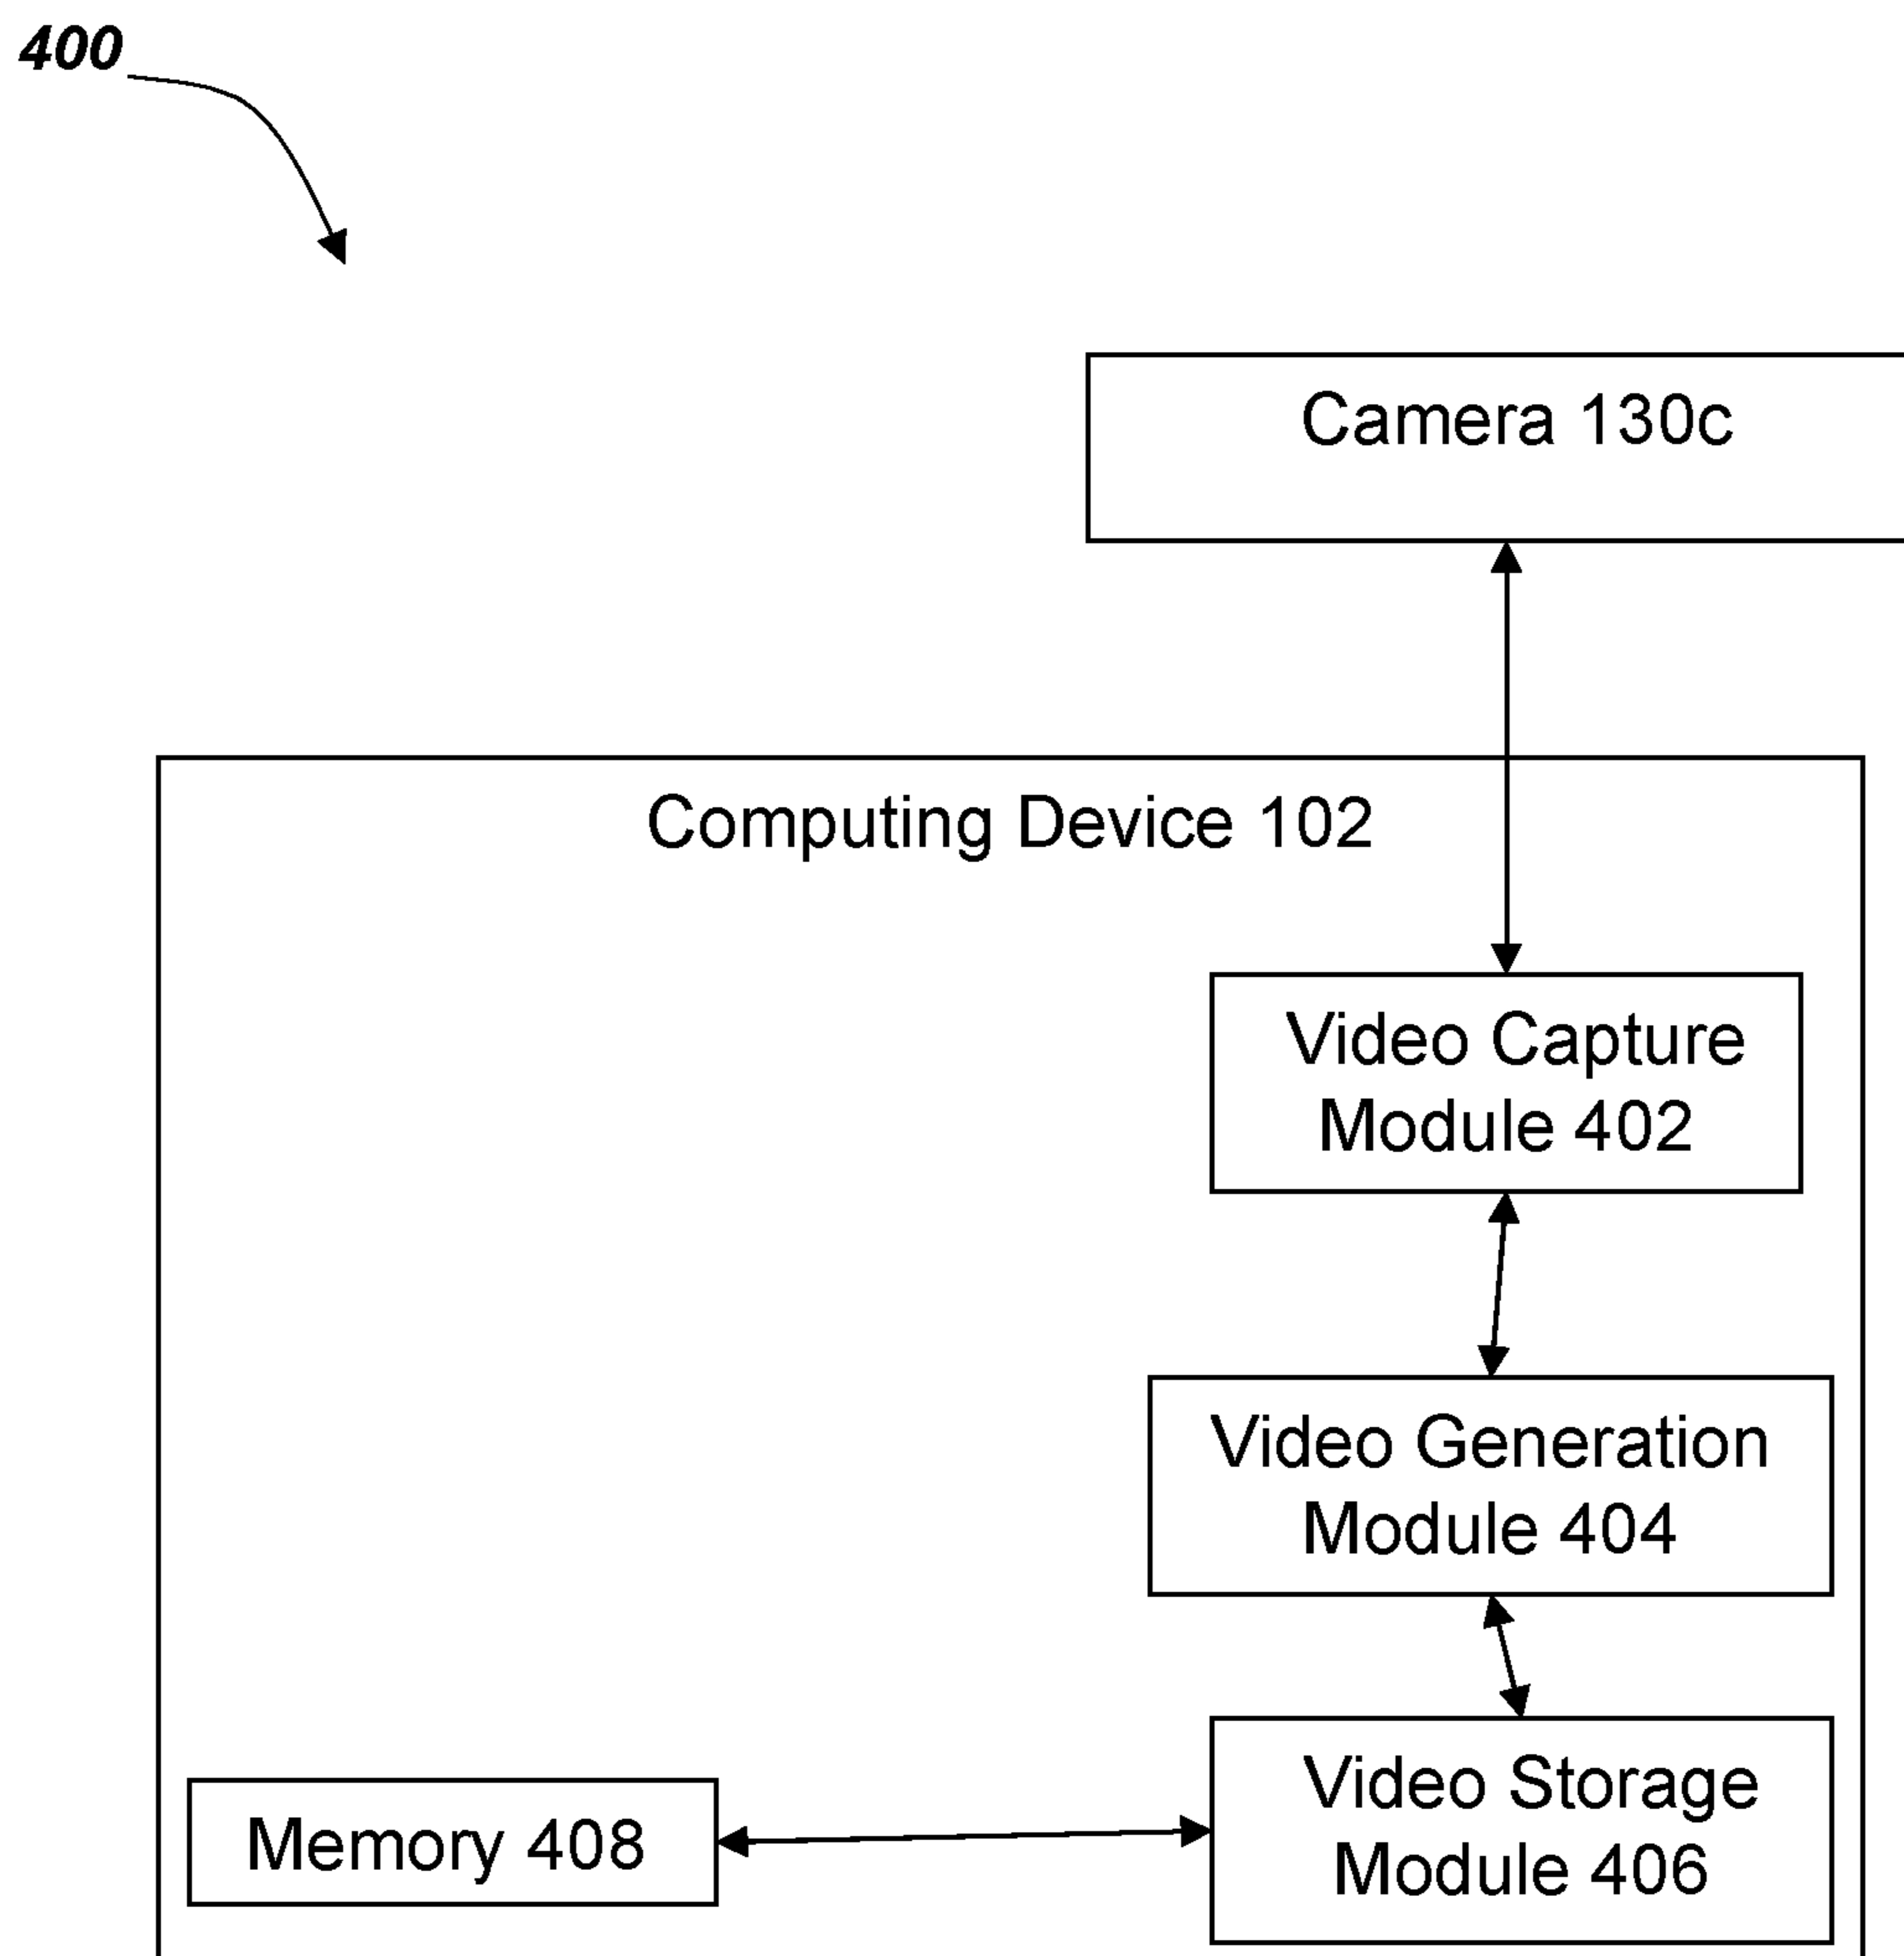 400
Camera 130c
Computing Device 102
Video Capture
Module 402
Video Generation
Module 404
Video Storage
Module 406
Memory 408